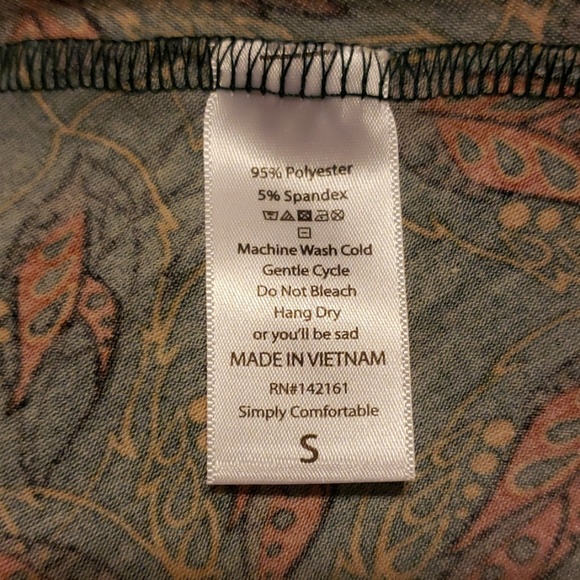 95% Polyester
5% Spandex
Machine Wash Cold
Gentle Cycle
Do Not Bleach
Hang Dry
or you'll be sad
MADE IN VIETNAM
RN#142161
Simply Comfortable
S